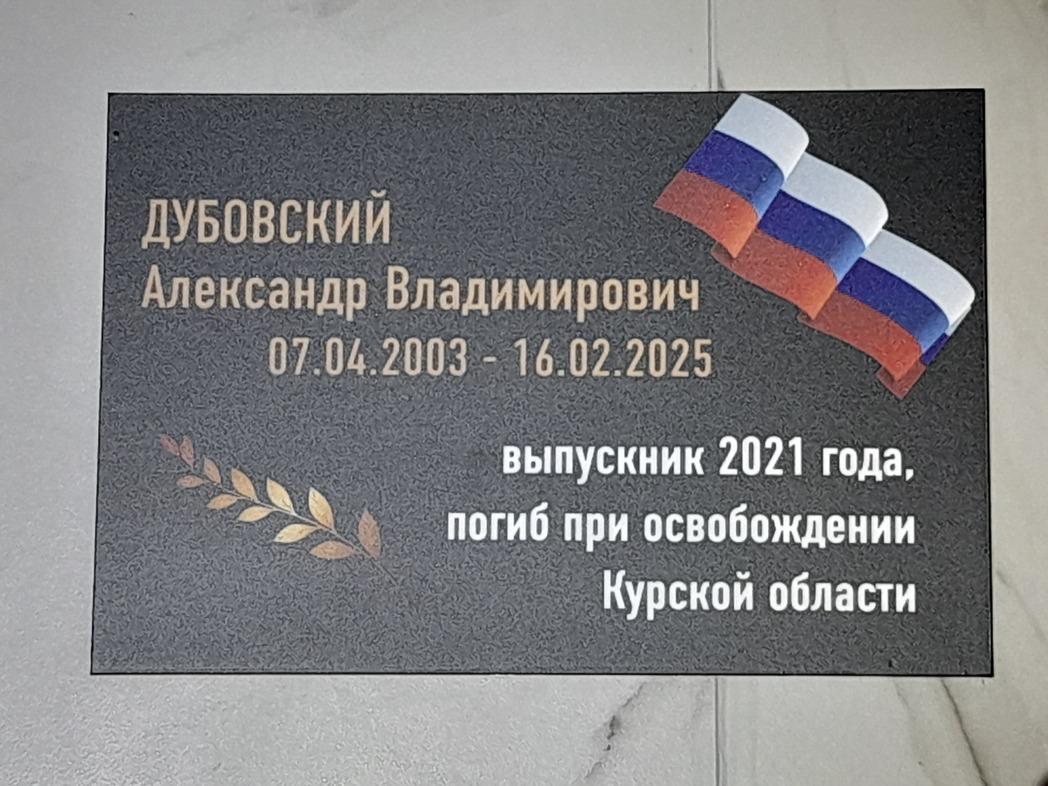 ДУБОВСКИЙ
Александр Владимирович
07.04.2003 - 16.02.2025
выпускник 2021 года,
погиб при освобождении
Курской области